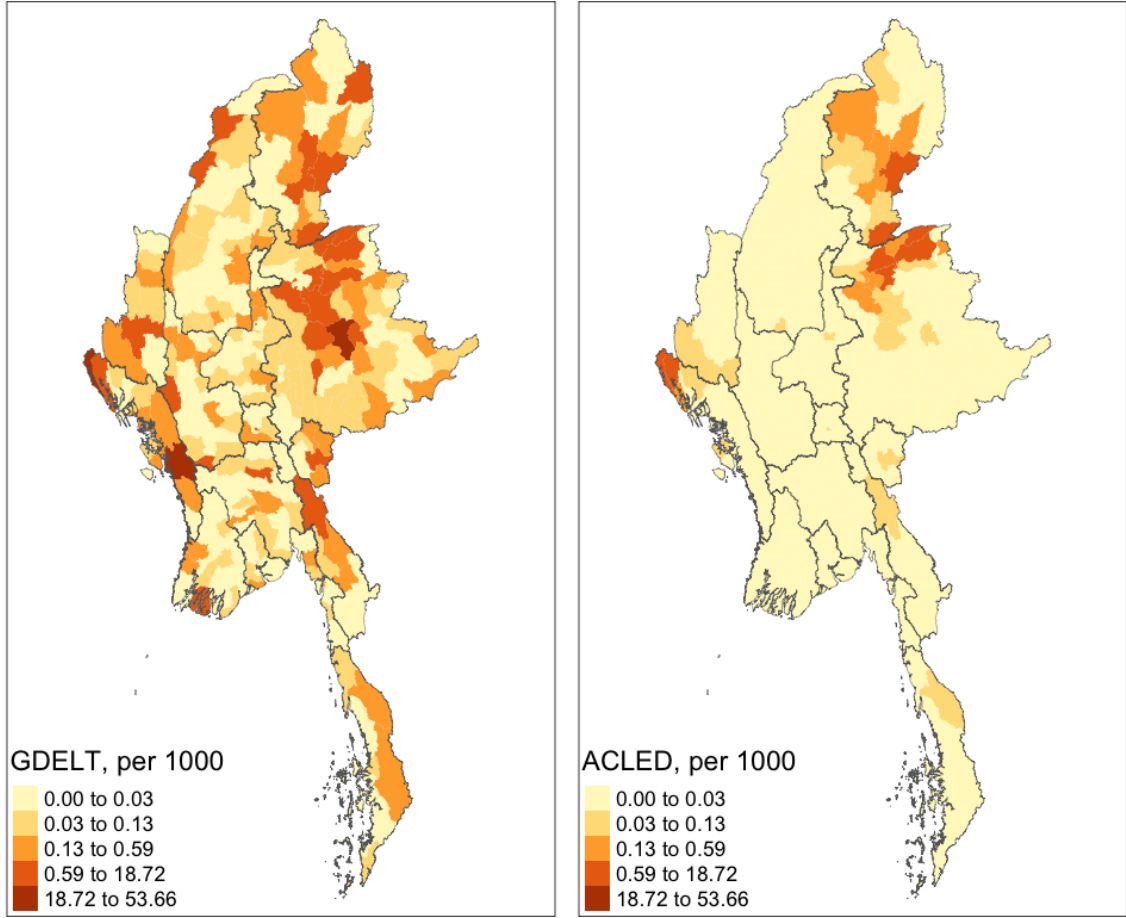 GDELT, per 1000
0.00 to 0.03
0.03 to 0.13
0.13 to 0.59
0.59 to 18.72
18.72 to 53.66
ACLED, per 1000
0.00 to 0.03
0.03 to 0.13
0.13 to 0.59
0.59 to 18.72
18.72 to 53.66